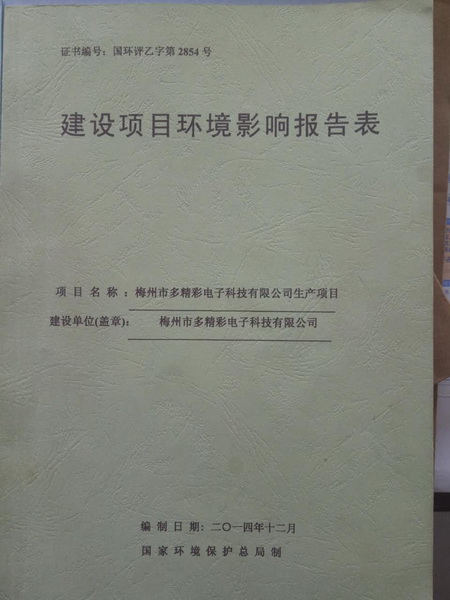 证书编号：国环评乙字第 2854 号
建设项目环境影响报告表
项 目 名 称 ：梅州市多精彩电子科技有限公司生产项目
建设单位(盖章)： 梅州市多精彩电子科技有限公司
编 制 日 期：二〇一四年十二月
国 家 环 境 保 护 总 局 制